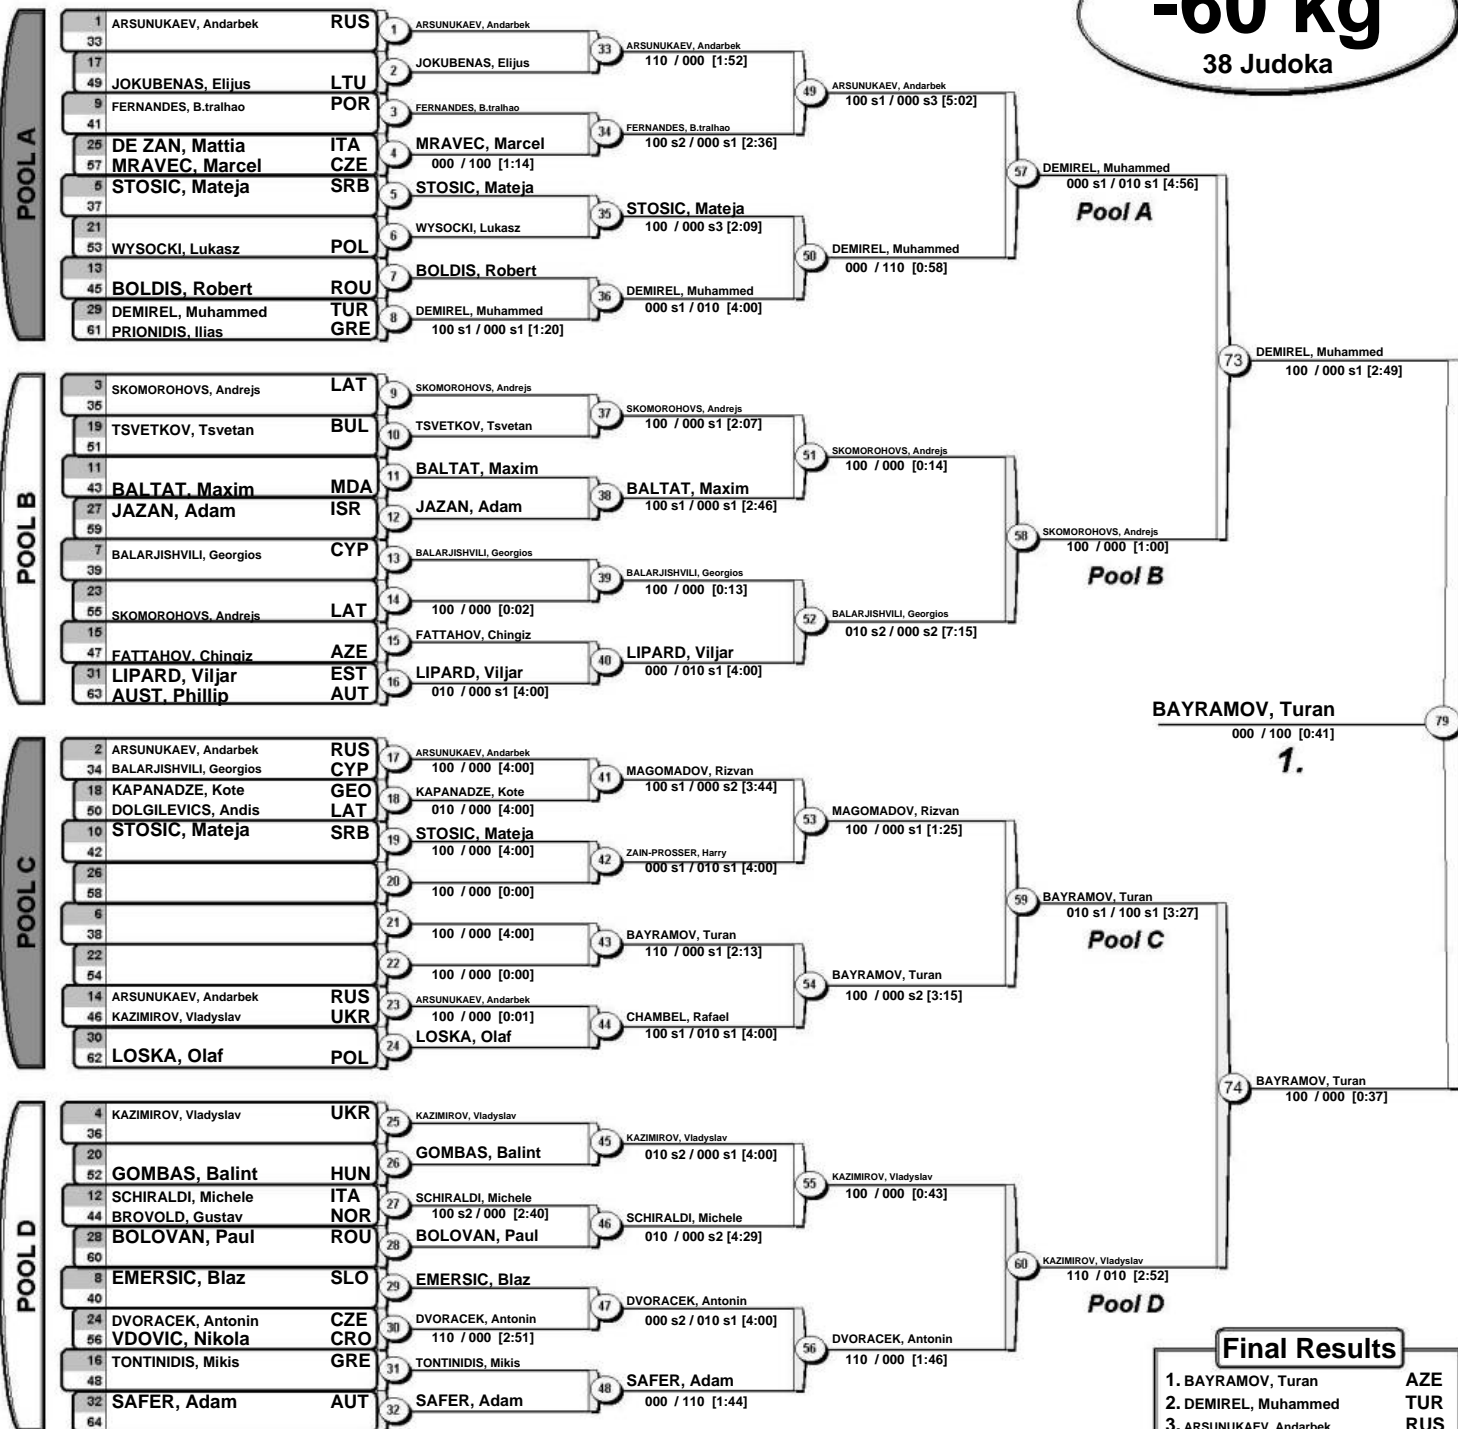 -60 kg
38 Judoka
POOL A
1 ARSUNUKAEV, Andarbek RUS
33
17
49 JOKUBENAS, Elijus LTU
9 FERNANDES, B.tralhao POR
41
25 DE ZAN, Mattia ITA
57 MRAVEC, Marcel CZE
5 STOSIC, Mateja SRB
37
21
53 WYSOCKI, Lukasz POL
13
45 BOLDIS, Robert ROU
29 DEMIREL, Muhammed TUR
61 PRIONIDIS, Ilias GRE
1 ARSUNUKAEV, Andarbek
2 JOKUBENAS, Elijus
3 FERNANDES, B.tralhao
4 MRAVEC, Marcel
000 / 100 [1:14]
5 STOSIC, Mateja
6 WYSOCKI, Lukasz
7 BOLDIS, Robert
8 DEMIREL, Muhammed
100 s1 / 000 s1 [1:20]
33 ARSUNUKAEV, Andarbek
110 / 000 [1:52]
34 FERNANDES, B.tralhao
100 s2 / 000 s1 [2:36]
35 STOSIC, Mateja
100 / 000 s3 [2:09]
36 DEMIREL, Muhammed
000 s1 / 010 [4:00]
49 ARSUNUKAEV, Andarbek
100 s1 / 000 s3 [5:02]
50 DEMIREL, Muhammed
000 / 110 [0:58]
57 DEMIREL, Muhammed
000 s1 / 010 s1 [4:56]
Pool A
POOL B
3 SKOMOROHOVS, Andrejs LAT
35
19 TSVETKOV, Tsvetan BUL
51
11
43 BALTAT, Maxim MDA
27 JAZAN, Adam ISR
59
7 BALARJISHVILI, Georgios CYP
39
23
55 SKOMOROHOVS, Andrejs LAT
15
47 FATTAHOV, Chingiz AZE
31 LIPARD, Viljar EST
63 AUST, Phillip AUT
9 SKOMOROHOVS, Andrejs
10 TSVETKOV, Tsvetan
11 BALTAT, Maxim
12 JAZAN, Adam
13 BALARJISHVILI, Georgios
14
100 / 000 [0:02]
15 FATTAHOV, Chingiz
16 LIPARD, Viljar
010 / 000 s1 [4:00]
37 SKOMOROHOVS, Andrejs
100 / 000 s1 [2:07]
38 BALTAT, Maxim
100 s1 / 000 s1 [2:46]
39 BALARJISHVILI, Georgios
100 / 000 [0:13]
40 LIPARD, Viljar
000 / 010 s1 [4:00]
51 SKOMOROHOVS, Andrejs
100 / 000 [0:14]
52 BALARJISHVILI, Georgios
010 s2 / 000 s2 [7:15]
58 SKOMOROHOVS, Andrejs
100 / 000 [1:00]
Pool B
73 DEMIREL, Muhammed
100 / 000 s1 [2:49]
BAYRAMOV, Turan 79
000 / 100 [0:41]
1.
POOL C
2 ARSUNUKAEV, Andarbek RUS
34 BALARJISHVILI, Georgios CYP
18 KAPANADZE, Kote GEO
50 DOLGILEVICS, Andis LAT
10 STOSIC, Mateja SRB
42
26
58
6
38
22
54
14 ARSUNUKAEV, Andarbek RUS
46 KAZIMIROV, Vladyslav UKR
30
62 LOSKA, Olaf POL
17 ARSUNUKAEV, Andarbek
100 / 000 [4:00]
18 KAPANADZE, Kote
010 / 000 [4:00]
19 STOSIC, Mateja
100 / 000 [4:00]
20
100 / 000 [0:00]
21
100 / 000 [4:00]
22
100 / 000 [0:00]
23 ARSUNUKAEV, Andarbek
100 / 000 [0:01]
24 LOSKA, Olaf
41 MAGOMADOV, Rizvan
100 s1 / 000 s2 [3:44]
42 ZAIN-PROSSER, Harry
000 s1 / 010 s1 [4:00]
43 BAYRAMOV, Turan
110 / 000 s1 [2:13]
44 CHAMBEL, Rafael
100 s1 / 010 s1 [4:00]
53 MAGOMADOV, Rizvan
100 / 000 s1 [1:25]
54 BAYRAMOV, Turan
100 / 000 s2 [3:15]
59 BAYRAMOV, Turan
010 s1 / 100 s1 [3:27]
Pool C
74 BAYRAMOV, Turan
100 / 000 [0:37]
POOL D
4 KAZIMIROV, Vladyslav UKR
36
20
52 GOMBAS, Balint HUN
12 SCHIRALDI, Michele ITA
44 BROVOLD, Gustav NOR
28 BOLOVAN, Paul ROU
60
8 EMERSIC, Blaz SLO
40
24 DVORACEK, Antonin CZE
56 VDOVIC, Nikola CRO
16 TONTINIDIS, Mikis GRE
48
32 SAFER, Adam AUT
64
25 KAZIMIROV, Vladyslav
26 GOMBAS, Balint
27 SCHIRALDI, Michele
100 s2 / 000 [2:40]
28 BOLOVAN, Paul
29 EMERSIC, Blaz
30 DVORACEK, Antonin
110 / 000 [2:51]
31 TONTINIDIS, Mikis
32 SAFER, Adam
45 KAZIMIROV, Vladyslav
010 s2 / 000 s1 [4:00]
46 SCHIRALDI, Michele
010 / 000 s2 [4:29]
47 DVORACEK, Antonin
000 s2 / 010 s1 [4:00]
48 SAFER, Adam
000 / 110 [1:44]
55 KAZIMIROV, Vladyslav
100 / 000 [0:43]
56 DVORACEK, Antonin
110 / 000 [1:46]
60 KAZIMIROV, Vladyslav
110 / 010 [2:52]
Pool D
Final Results
1. BAYRAMOV, Turan AZE
2. DEMIREL, Muhammed TUR
3. ARSUNUKAEV, Andarbek RUS